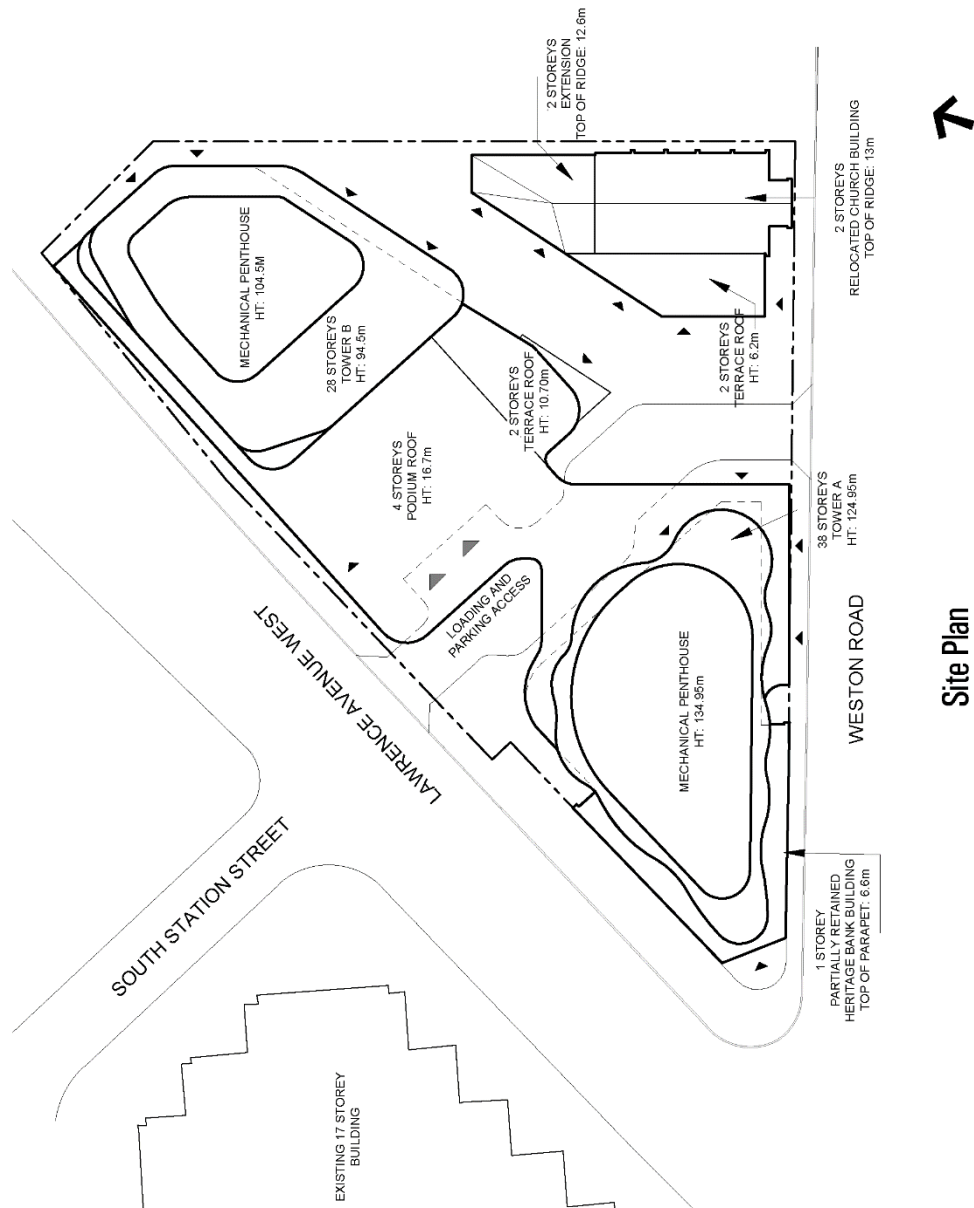 2 STOREYS
EXTENSION
TOP OF RIDGE: 12.6m
MECHANICAL PENTHOUSE
HT: 104.5M
28 STOREYS
TOWER B
HT: 94.5m
2 STOREYS
RELOCATED CHURCH BUILDING
TOP OF RIDGE: 13m
2 STOREYS
TERRACE ROOF
HT: 6.2m
2 STOREYS
TERRACE ROOF
HT: 10.70m
4 STOREYS
PODIUM ROOF
HT: 16.7m
LOADING AND
PARKING ACCESS
38 STOREYS
TOWER A
HT: 124.95m
MECHANICAL PENTHOUSE
HT: 134.95m
LAWRENCE AVENUE WEST
WESTON ROAD
SOUTH STATION STREET
1 STOREY
PARTIALLY RETAINED
HERITAGE BANK BUILDING
TOP OF PARAPET: 6.6m
EXISTING 17 STOREY
BUILDING
Site Plan